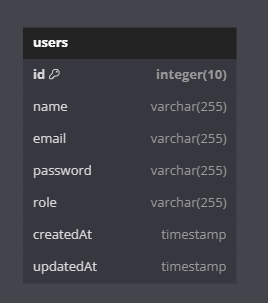 users
id integer(10)
name varchar(255)
email varchar(255)
password varchar(255)
role varchar(255)
createdAt timestamp
updatedAt timestamp